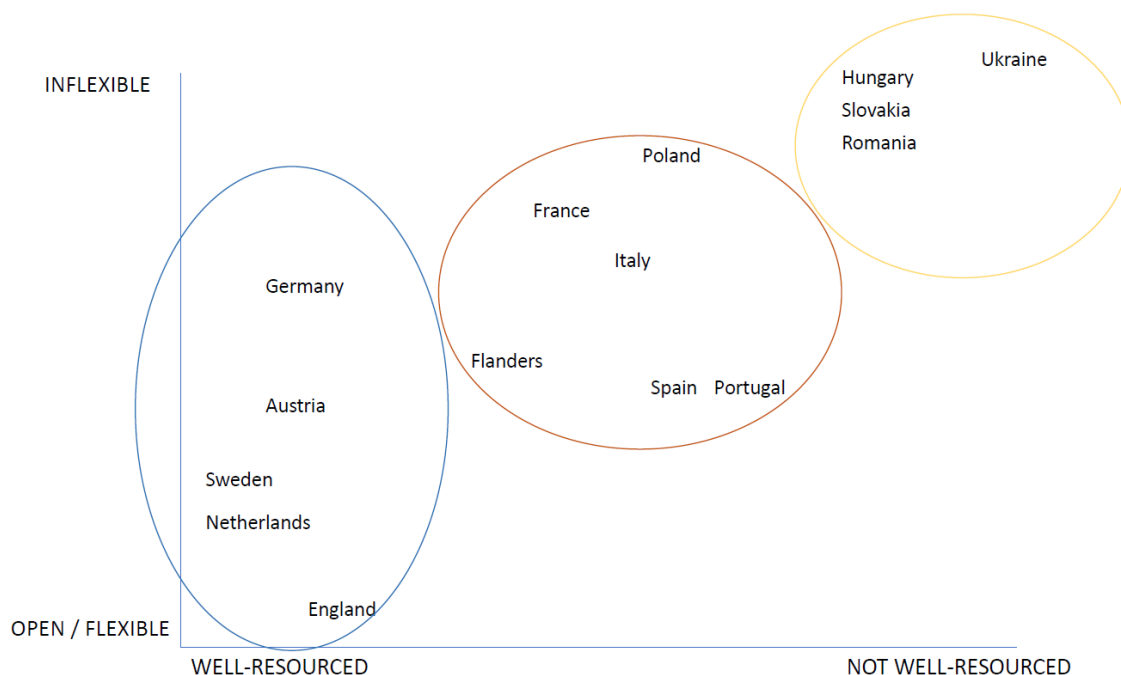 Ukraine
INFLEXIBLE
Hungary
Slovakia
Romania
Poland
France
Italy
Germany
Flanders
Spain Portugal
Austria
Sweden
Netherlands
England
OPEN / FLEXIBLE
WELL-RESOURCED NOT WELL-RESOURCED